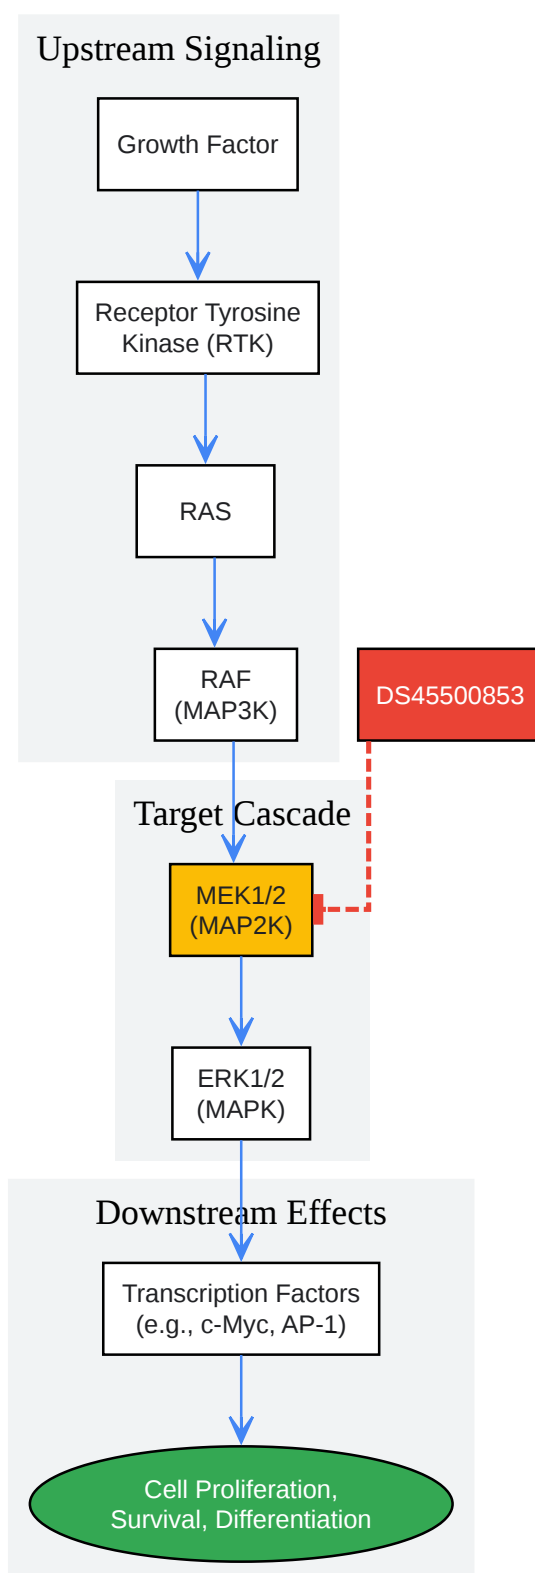 Upstream Signaling
Growth Factor
Receptor Tyrosine
Kinase (RTK)
RAS
RAF
(MAP3K)
DS45500853
Target Cascade
MEK1/2
(MAP2K)
ERK1/2
(MAPK)
Downstream Effects
Transcription Factors
(e.g., c-Myc, AP-1)
Cell Proliferation,
Survival, Differentiation